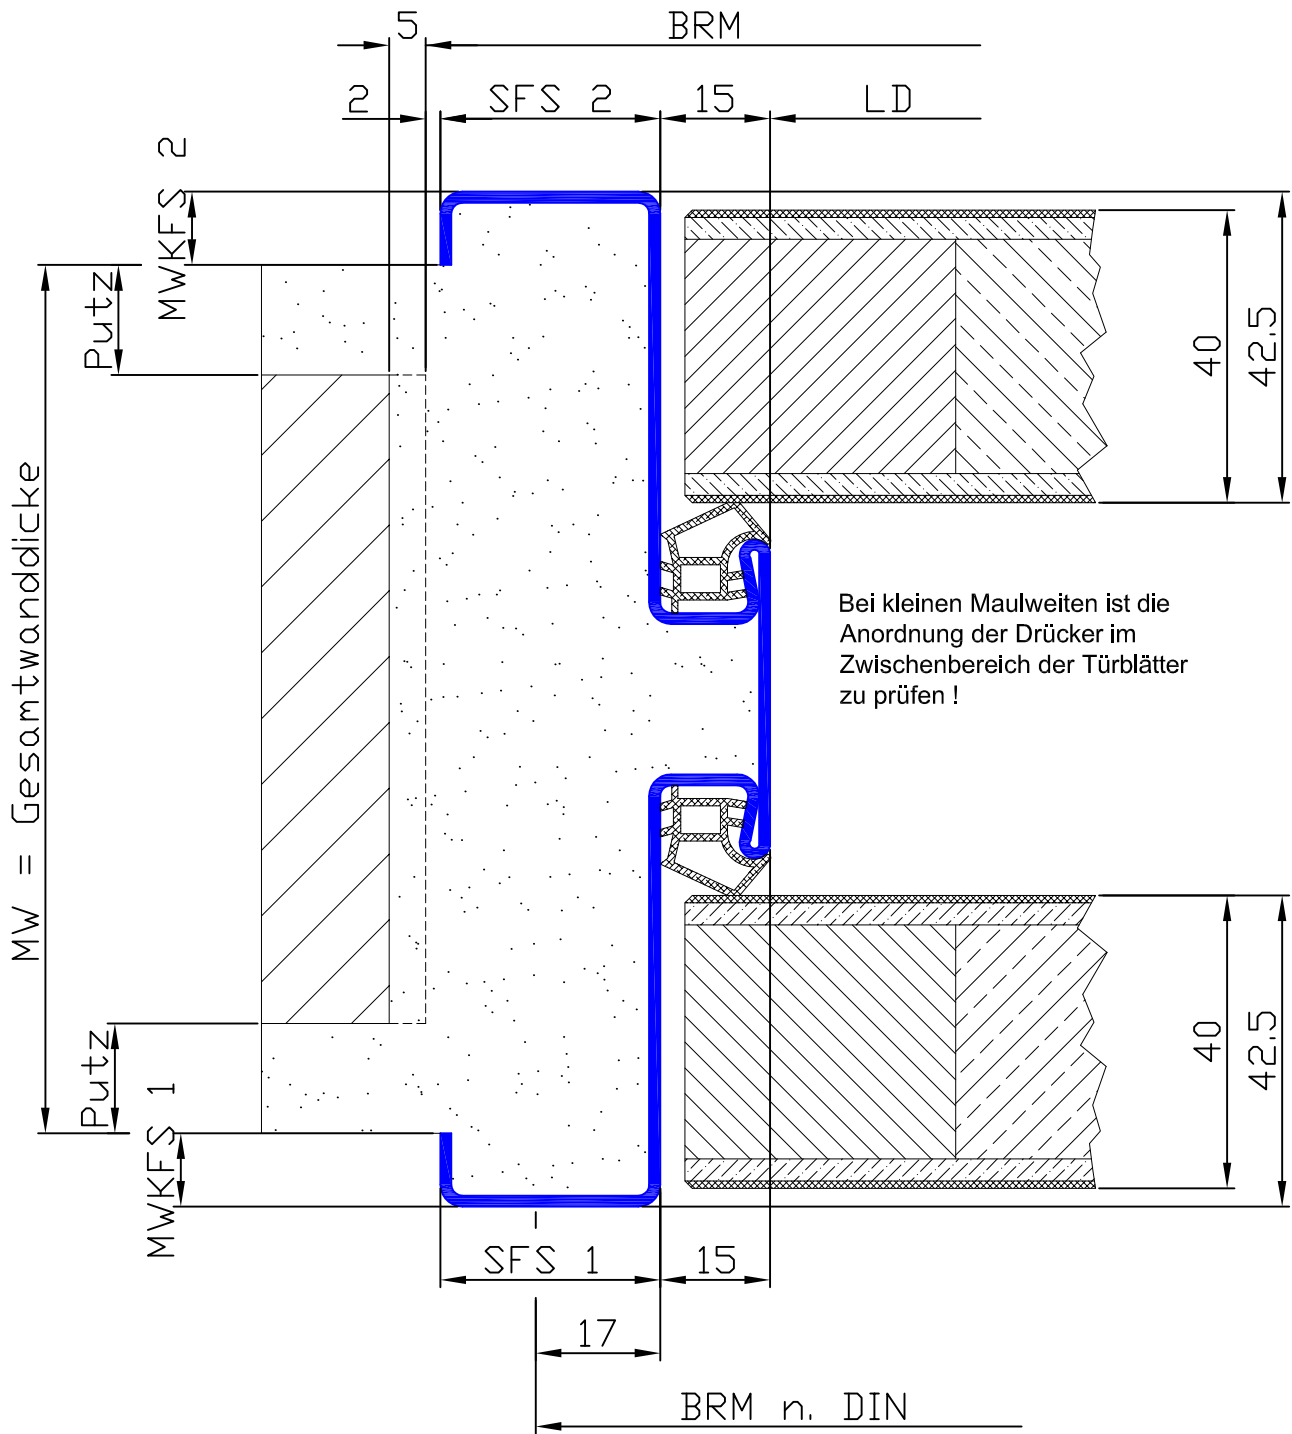 5
BRM
2
SFS 2
15
LD
MWKFS 2
Putz
40
42.5
MW = Gesamtwanddicke
Bei kleinen Maulweiten ist die
Anordnung der Drücker im
Zwischenbereich der Türblätter
zu prüfen !
Putz
MWKFS 1
40
42.5
SFS 1
15
17
BRM n. DIN